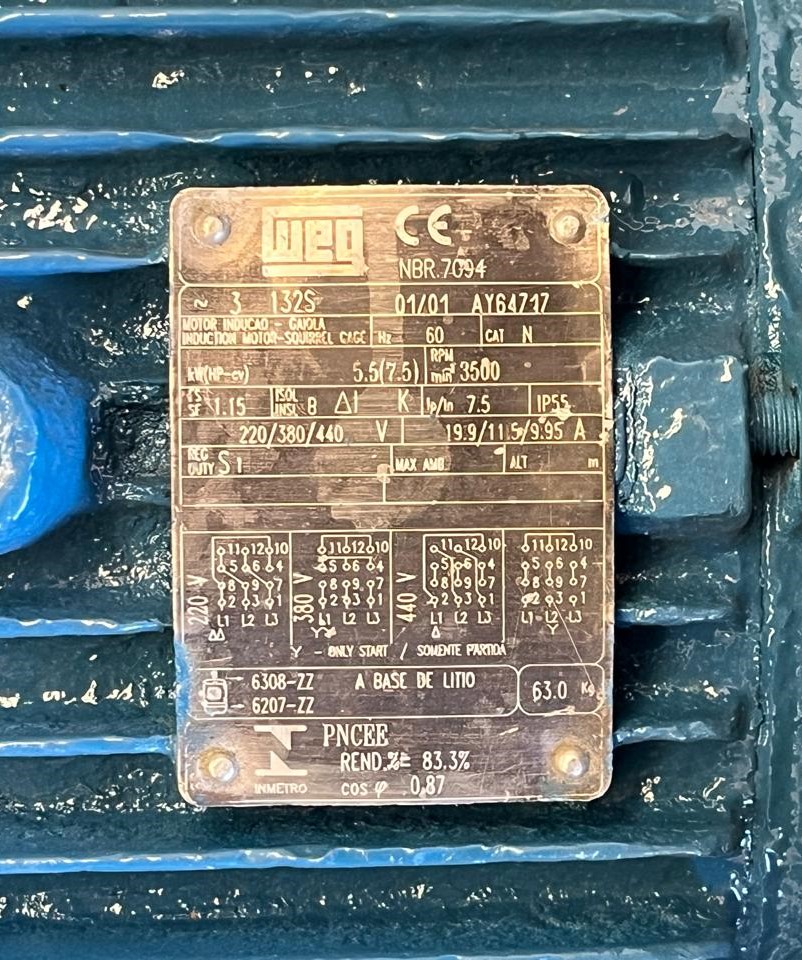 WEG CE
NBR.7094
~ 3 132S 01/01 AY64717
MOTOR INDUCAO - GAIOLA
INDUCTION MOTOR-SQUIRREL CAGE Hz 60 CAT N
kW(HP-cv) 5.5(7.5) RPM
min⁻¹ 3500
FS
SF 1.15 ISOL
INSL B Δt K Ip/In 7.5 IP55
220/380/440 V 19.9/11.5/9.95 A
REG
DUTY S1 MAX AMB. ALT m
220 V 380 V 440 V
11 12 10 11 12 10 11 12 10 11 12 10
5 6 4 5 6 4 5 6 4 5 6 4
8 9 7 8 9 7 8 9 7 8 9 7
2 3 1 2 3 1 2 3 1 2 3 1
L1 L2 L3 L1 L2 L3 L1 L2 L3 L1 L2 L3
ΔΔ YY Δ Y
Y - ONLY START / SOMENTE PARTIDA
6308-ZZ A BASE DE LITIO
6207-ZZ 63.0 Kg
PNCEE
REND.%= 83.3%
INMETRO COS φ 0,87